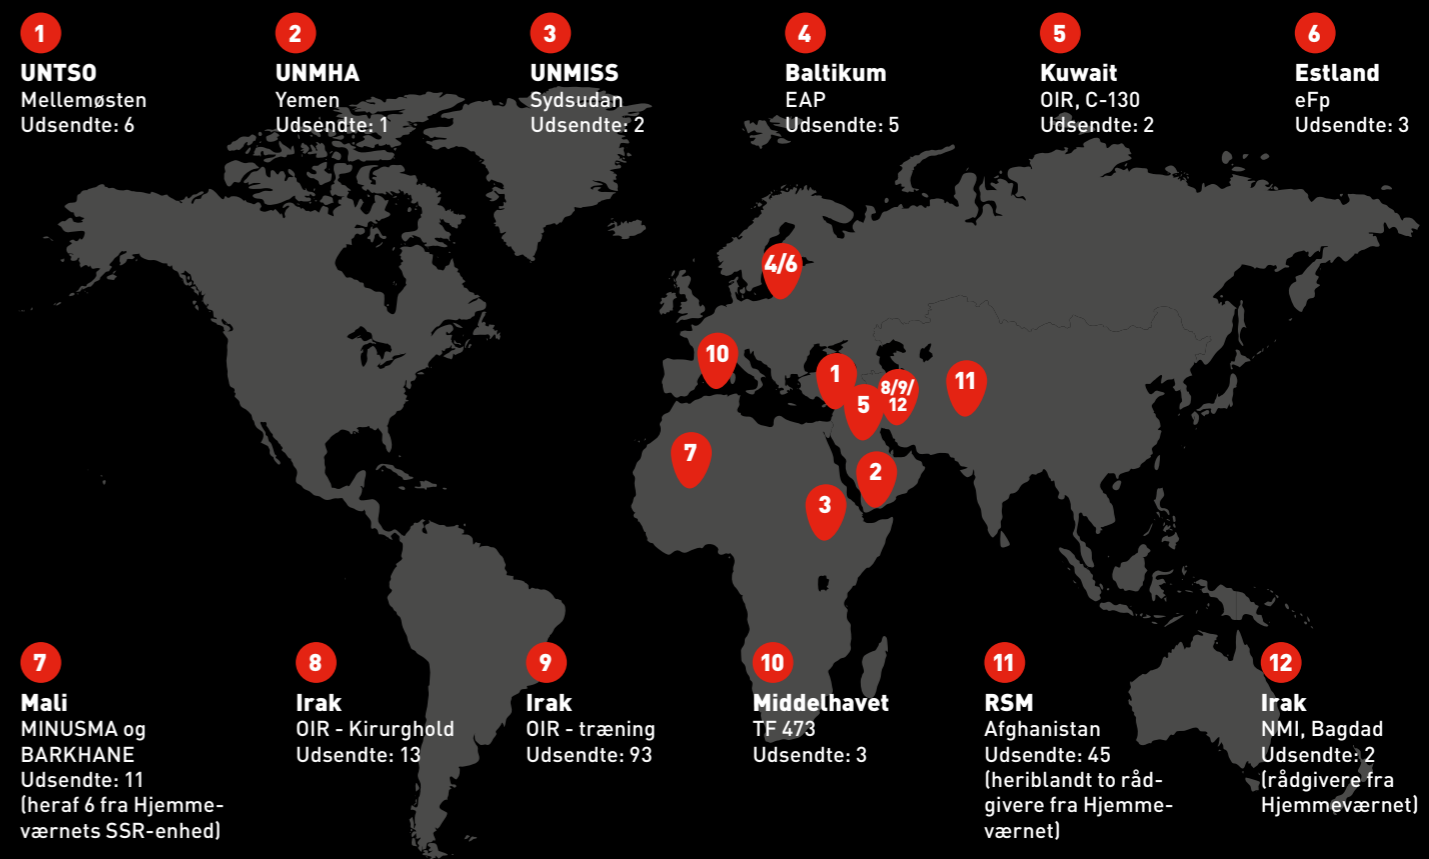 1
UNTSO
Mellemøsten
Udsendte: 6
2
UNMHA
Yemen
Udsendte: 1
3
UNMISS
Sydsudan
Udsendte: 2
4
Baltikum
EAP
Udsendte: 5
5
Kuwait
OIR, C-130
Udsendte: 2
6
Estland
eFp
Udsendte: 3
4/6
10
1
5
8/9/
12
11
7
2
3
7
Mali
MINUSMA og
BARKHANE
Udsendte: 11
(heraf 6 fra Hjemme-
værnets SSR-enhed)
8
Irak
OIR - Kirurghold
Udsendte: 13
9
Irak
OIR - træning
Udsendte: 93
10
Middelhavet
TF 473
Udsendte: 3
11
RSM
Afghanistan
Udsendte: 45
(heriblandt to råd-
givere fra Hjemme-
værnet)
12
Irak
NMI, Bagdad
Udsendte: 2
(rådgivere fra
Hjemmeværnet)